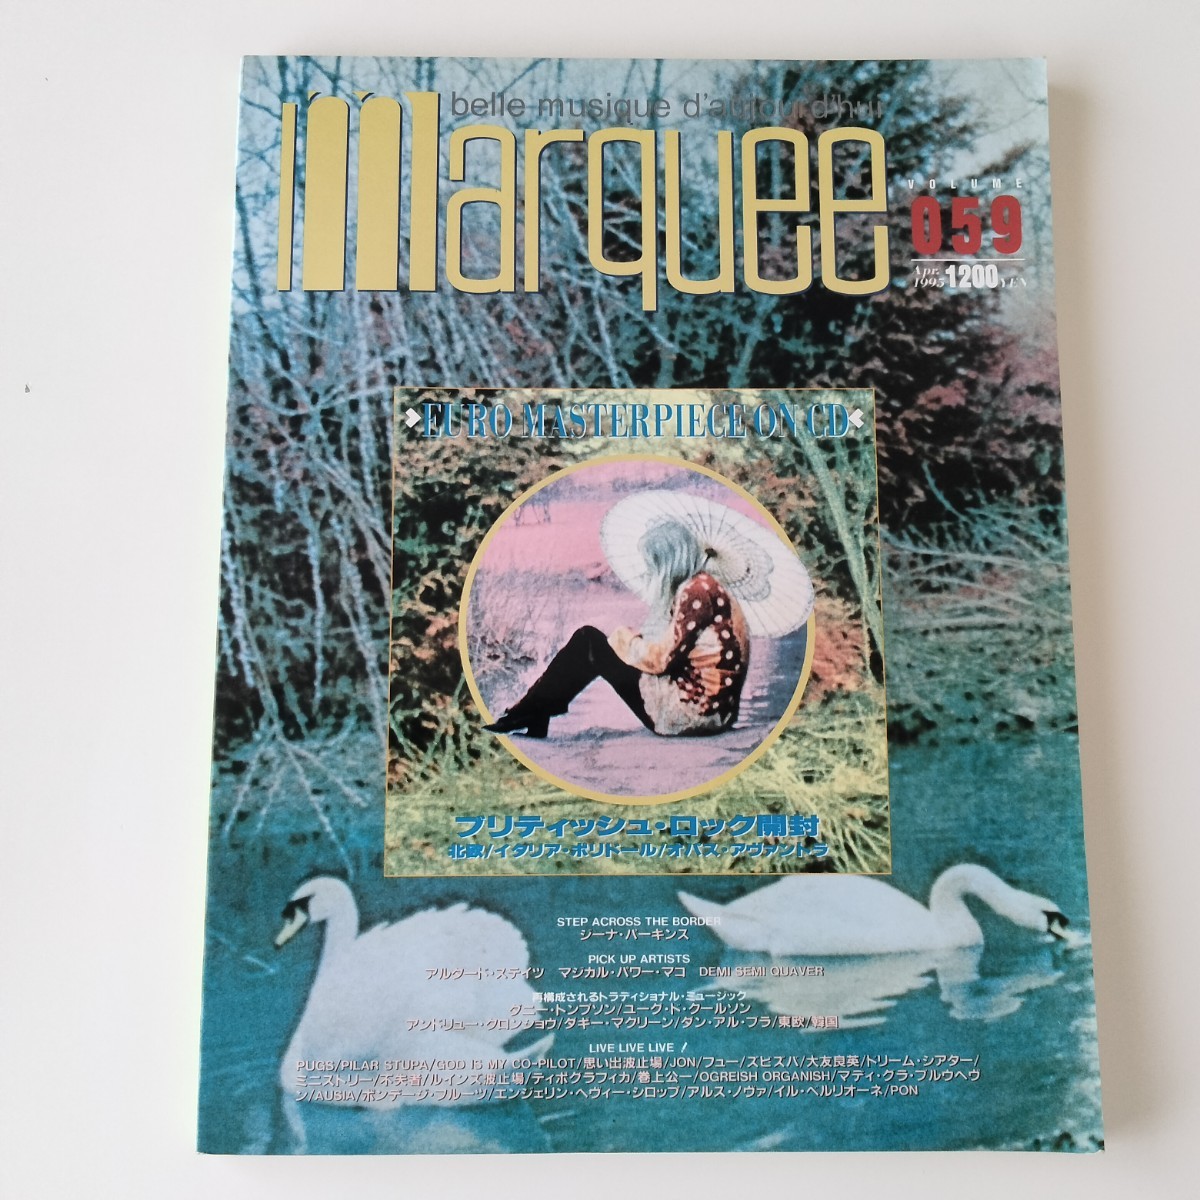 belle musique d'aujourd'hui
Marquee
VOLUME
059
Apr. 1995 1200YEN
EURO MASTERPIECE ON CD
ブリティッシュ・ロック開封
北欧/イタリア・ポリドール/オパス・アヴァントラ
STEP ACROSS THE BORDER
ジーナ・パーキンス
PICK UP ARTISTS
アルタード・ステイツ マジカル・パワー・マコ DEMI SEMI QUAVER
再構成されるトラディショナル・ミュージック
ダニー・トンプソン/ユーグ・ド・クールソン
アンドリュー・クロンショウ/タギー・マクリーン/ダン・アル・ブラ/東欧/韓国
LIVE LIVE LIVE !
PUGS/PILAR STUPA/GOD IS MY CO-PILOT/思い出波止場/JON/フュー/ズビズバ/大友良英/ドリーム・シアター/
ミニストリー/不失者/ルインズ波止場/ティポグラフィカ/巻上公一/OGREISH ORGANISH/マディ・グラ・ブルウヘヴ
ン/AUSIA/ボンデージ・フルーツ/エンジェリン・ヘヴィー・シロップ/アルス・ノヴァ/イル・ベルリオーネ/PON